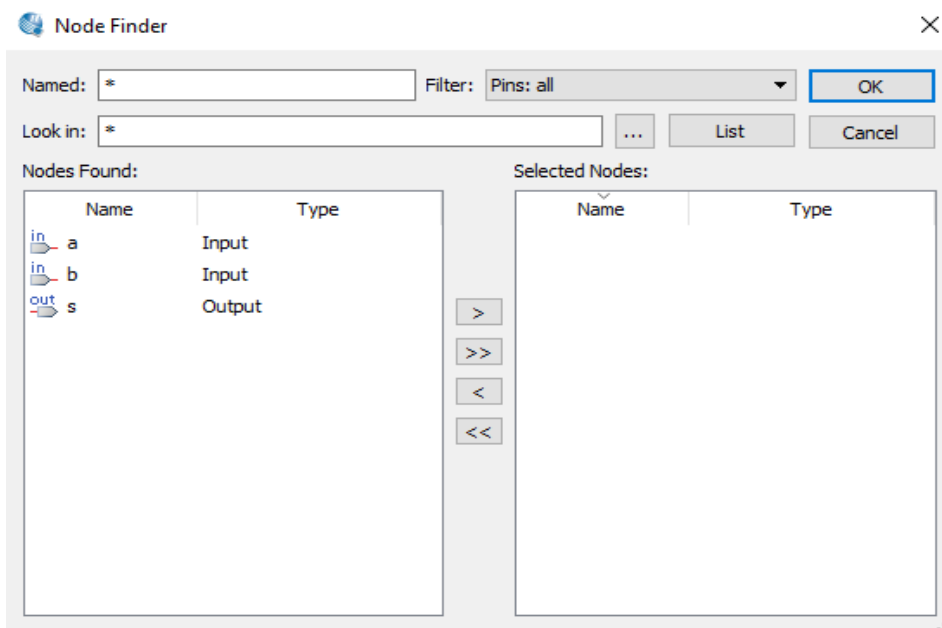 Node Finder
Named: * Filter: Pins: all OK
Look in: * ... List Cancel
Nodes Found: Selected Nodes:
Name Type Name Type
in a Input
in b Input
out s Output
>
>>
<
<<